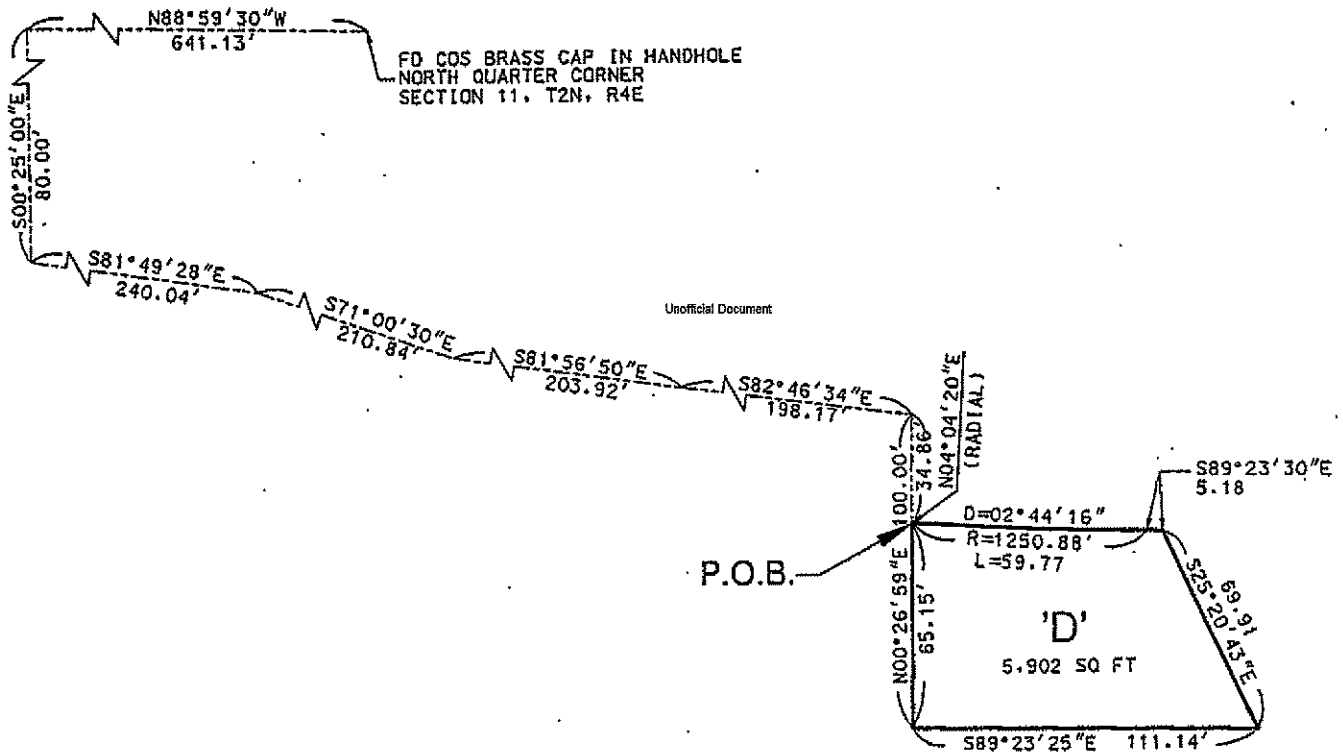 N88°59'30"W
641.13'
FD COS BRASS CAP IN HANDHOLE
NORTH QUARTER CORNER
SECTION 11, T2N, R4E
S00°25'00"E
80.00'
S81°49'28"E
240.04'
S71°00'30"E
210.84'
Unofficial Document
S81°56'50"E
203.92'
S82°46'34"E
198.17'
100.00'
34.86
N04°04'20"E
(RADIAL)
S89°23'30"E
5.18
D=02°44'16"
R=1250.88'
L=59.77
P.O.B.
N00°26'59"E
65.15'
69.91
S25°20'43"E
'D'
5,902 SQ FT
S89°23'25"E 111.14'